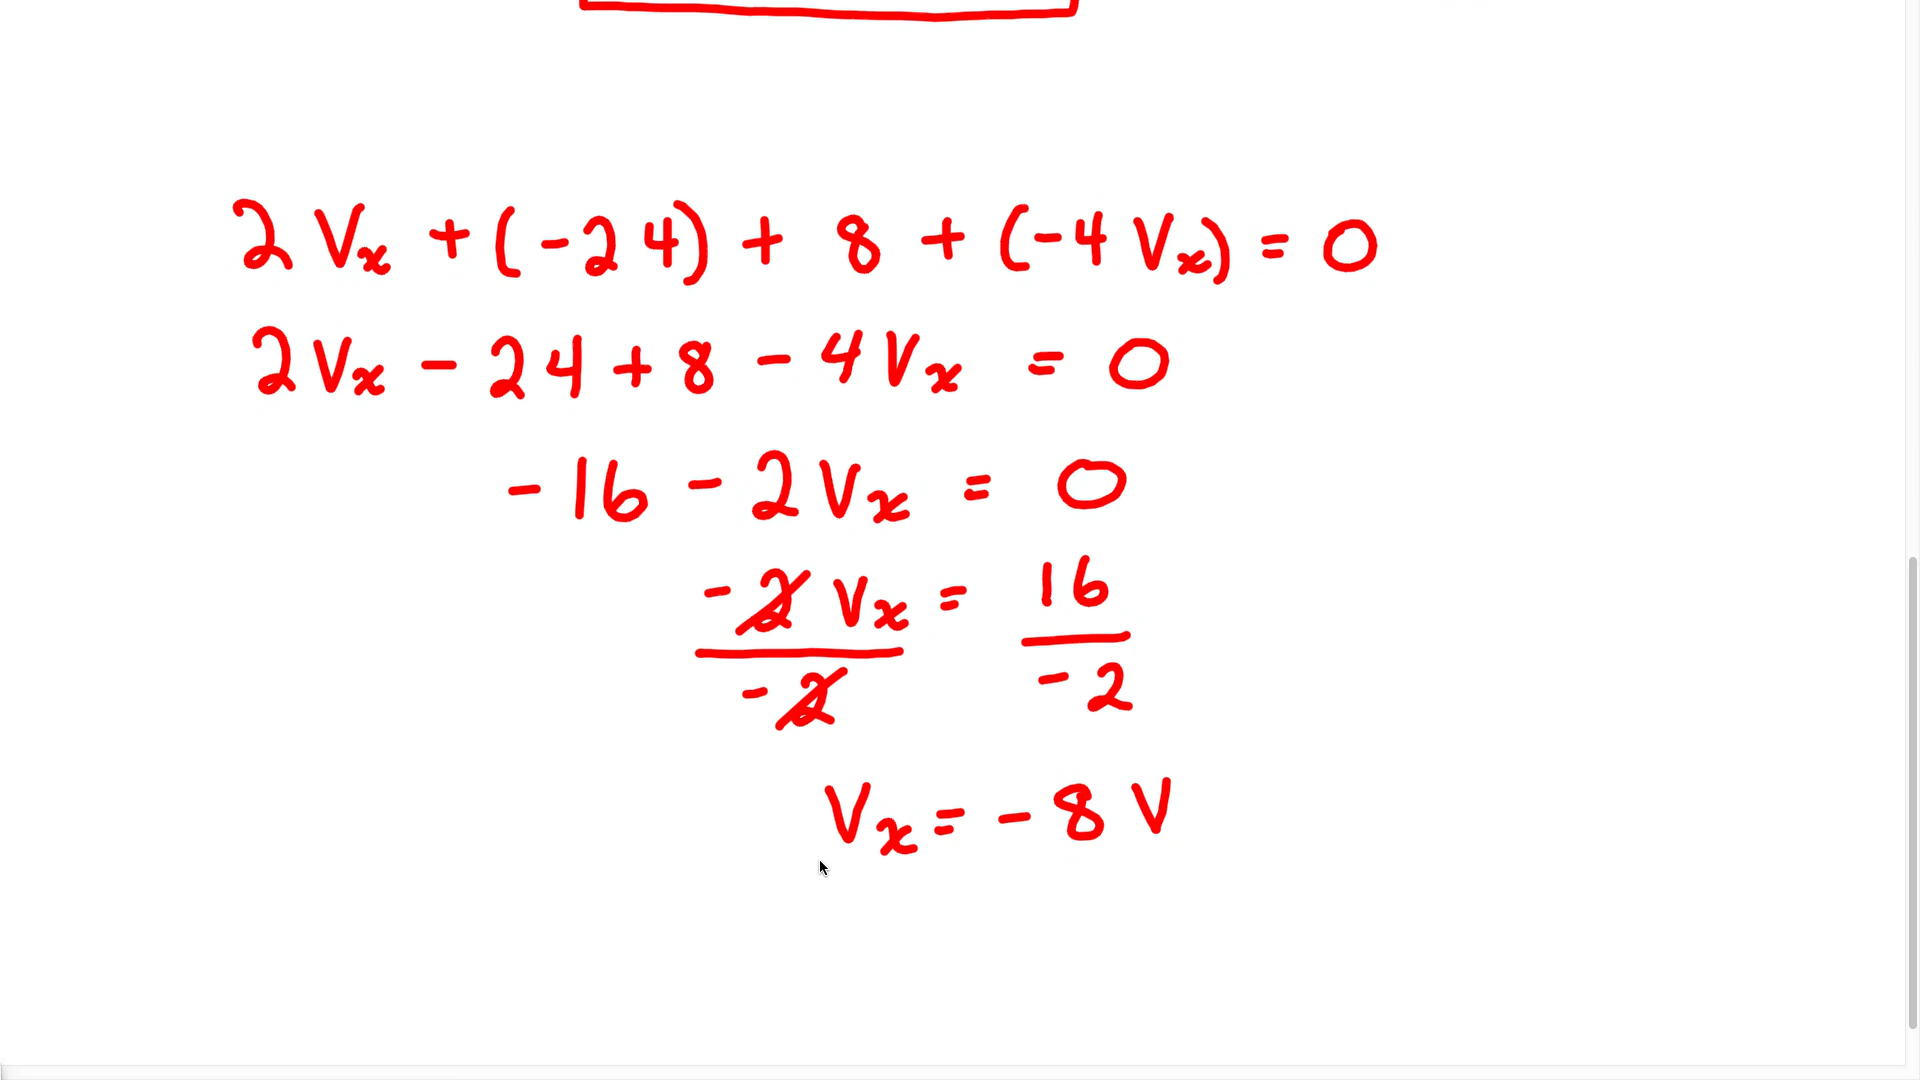 2Vx + (-24) + 8 + (-4Vx) = 0
2Vx - 24 + 8 - 4Vx = 0
-16 - 2Vx = 0
-2Vx = 16
-2 -2
Vx = -8 V